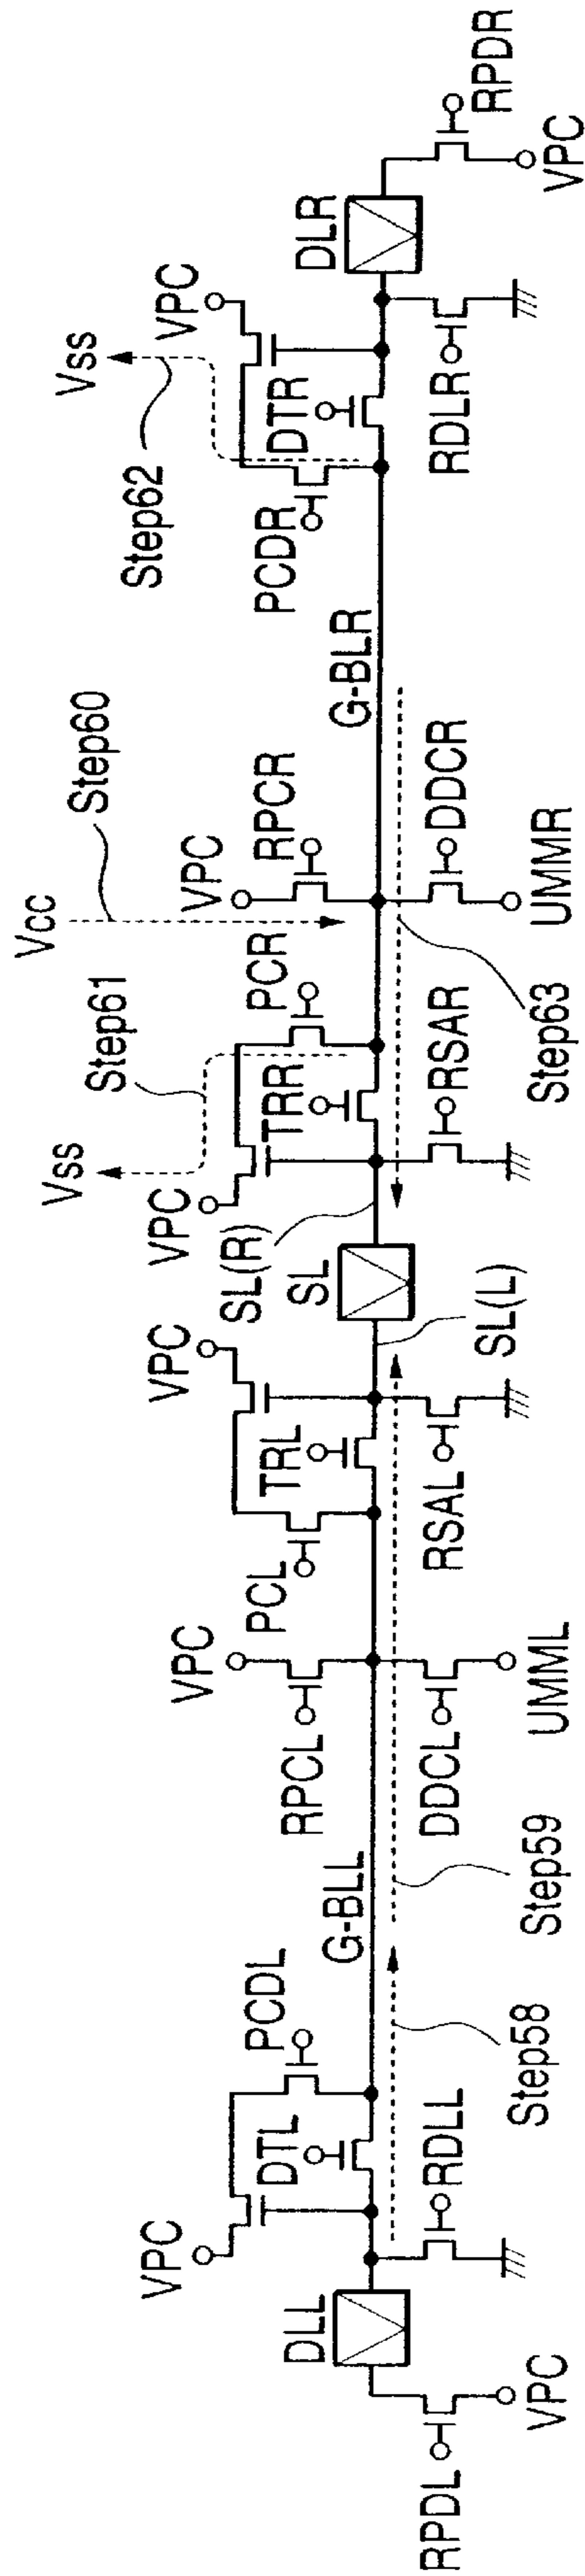 RPDL
VPC
DLL
VPC
DTL
PCDL
RDLL
Step58
G-BLL
Step59
VPC
RPCL
DDCL
UMML
PCL
TRL
VPC
RSAL
SL(L)
SL
SL(R)
VPC
Vss
Step61
TRR
PCR
RSAR
Step63
Vcc
Step60
VPC
RPCR
DDCR
UMMR
G-BLR
PCDR
Step62
Vss
DTR
VPC
RDLR
DLR
RPDR
VPC